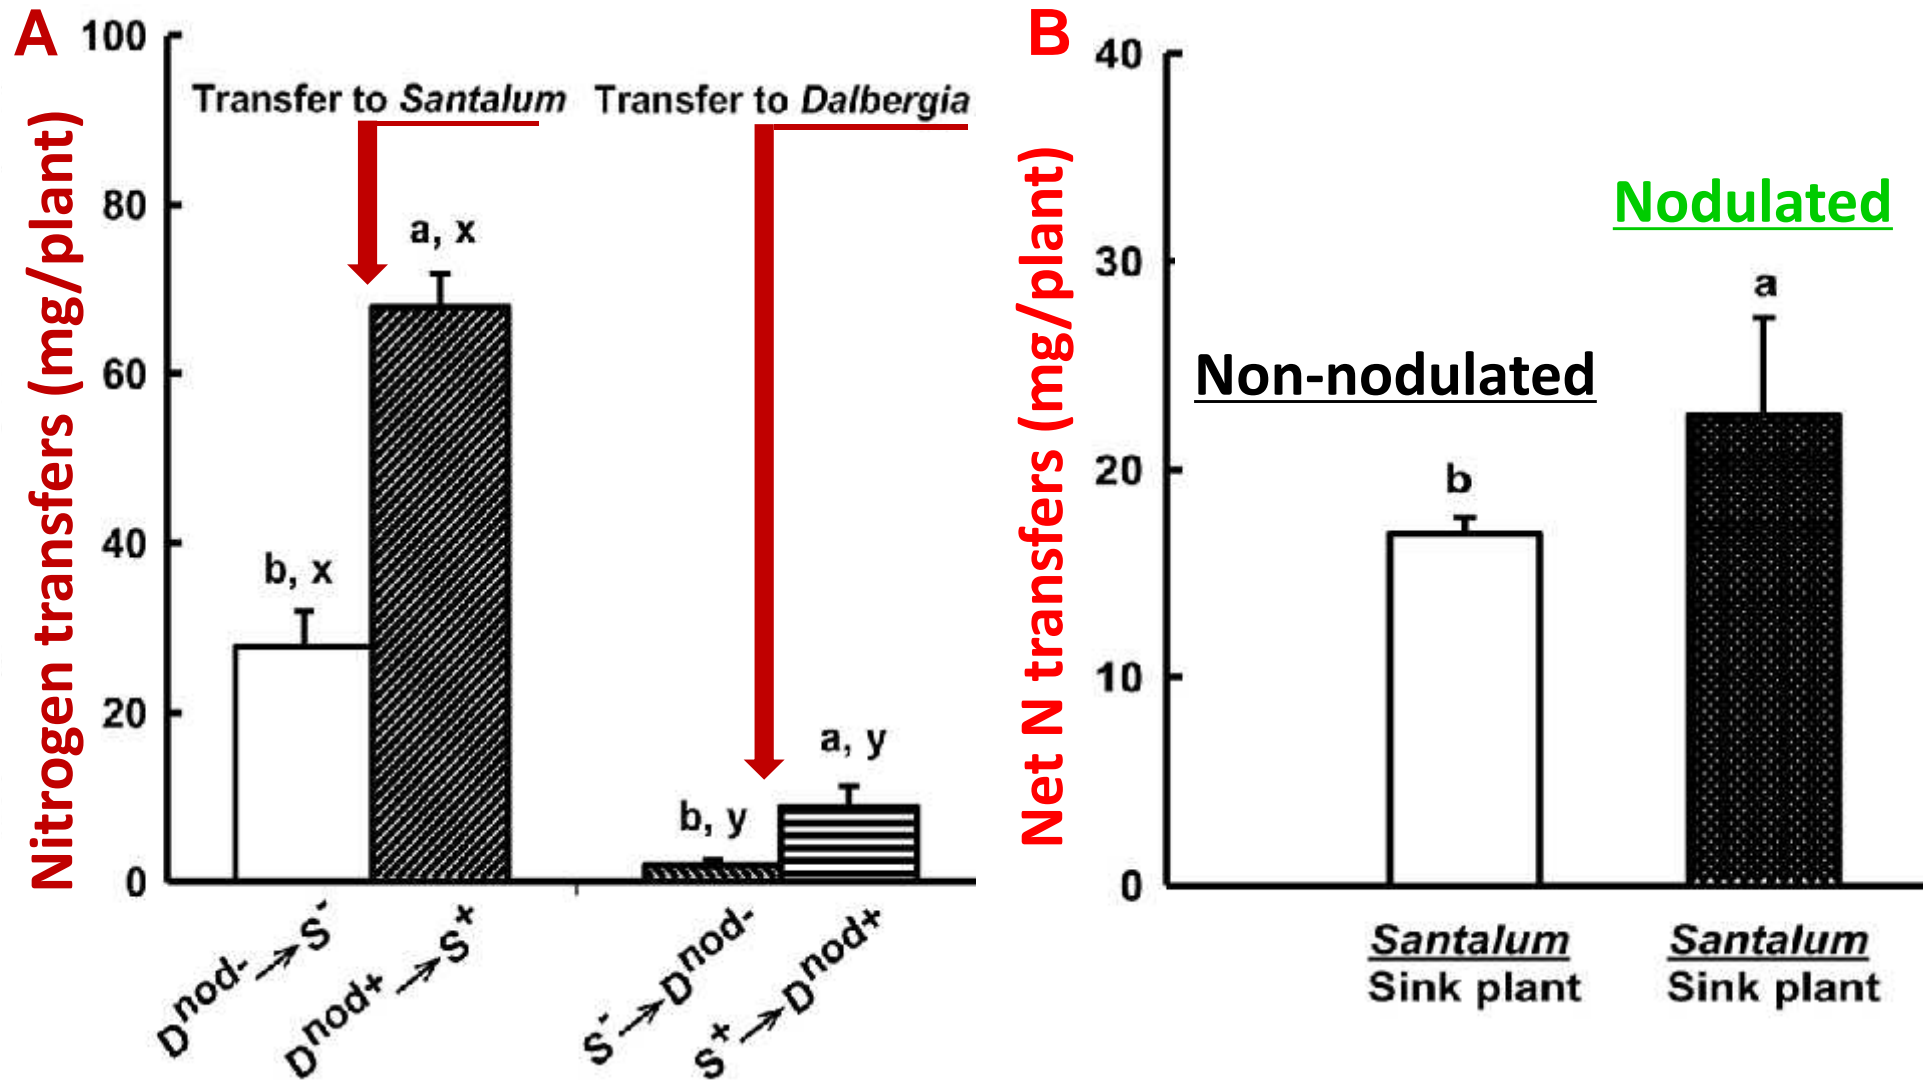 A
Nitrogen transfers (mg/plant)
100
80
60
40
20
0
Transfer to Santalum
Transfer to Dalbergia
b, x
a, x
b, y
a, y
Dnod-→S-
Dnod+→S+
S-→Dnod-
S+→Dnod+
B
Net N transfers (mg/plant)
40
30
20
10
0
Non-nodulated
Nodulated
b
a
Santalum
Sink plant
Santalum
Sink plant